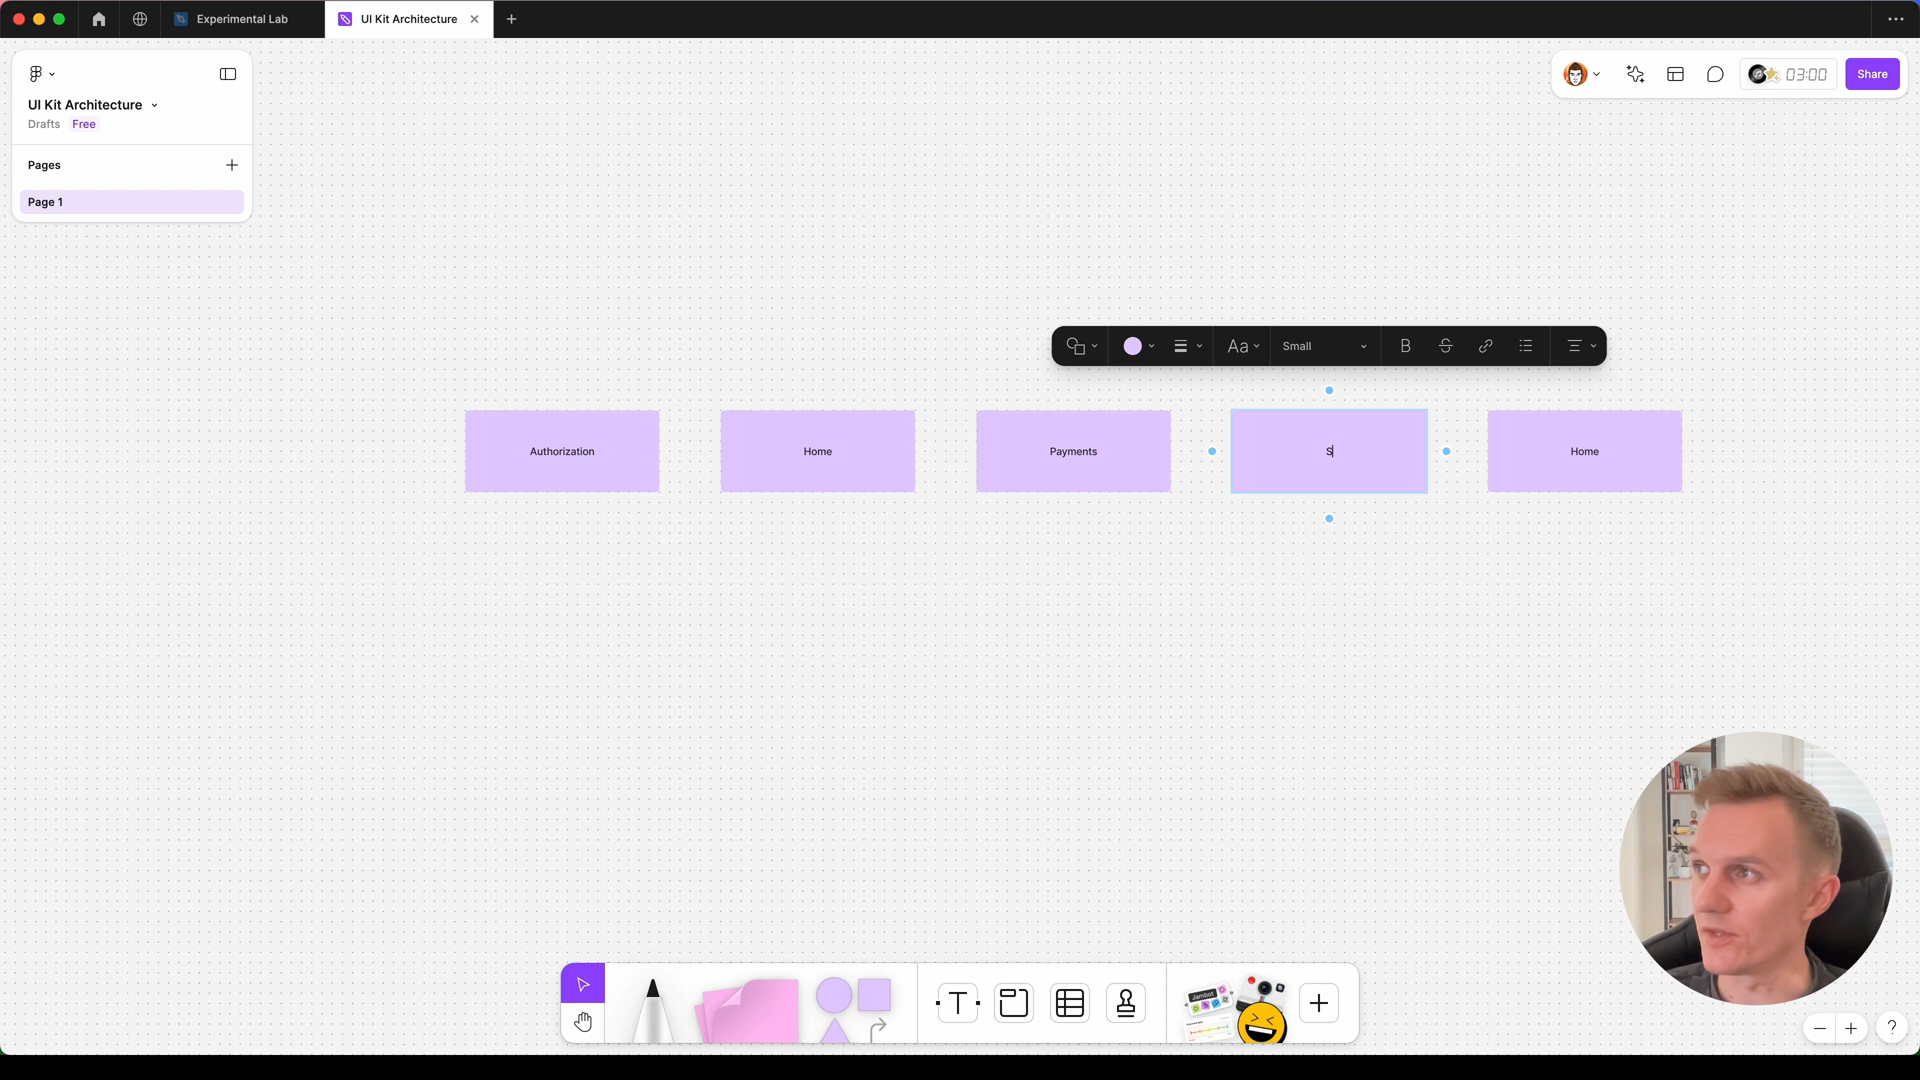 Experimental Lab
UI Kit Architecture
UI Kit Architecture
Drafts Free
Pages
Page 1
03:00
Share
Aa
Small
B
S
Authorization
Home
Payments
S
Home
T
Jambot
?